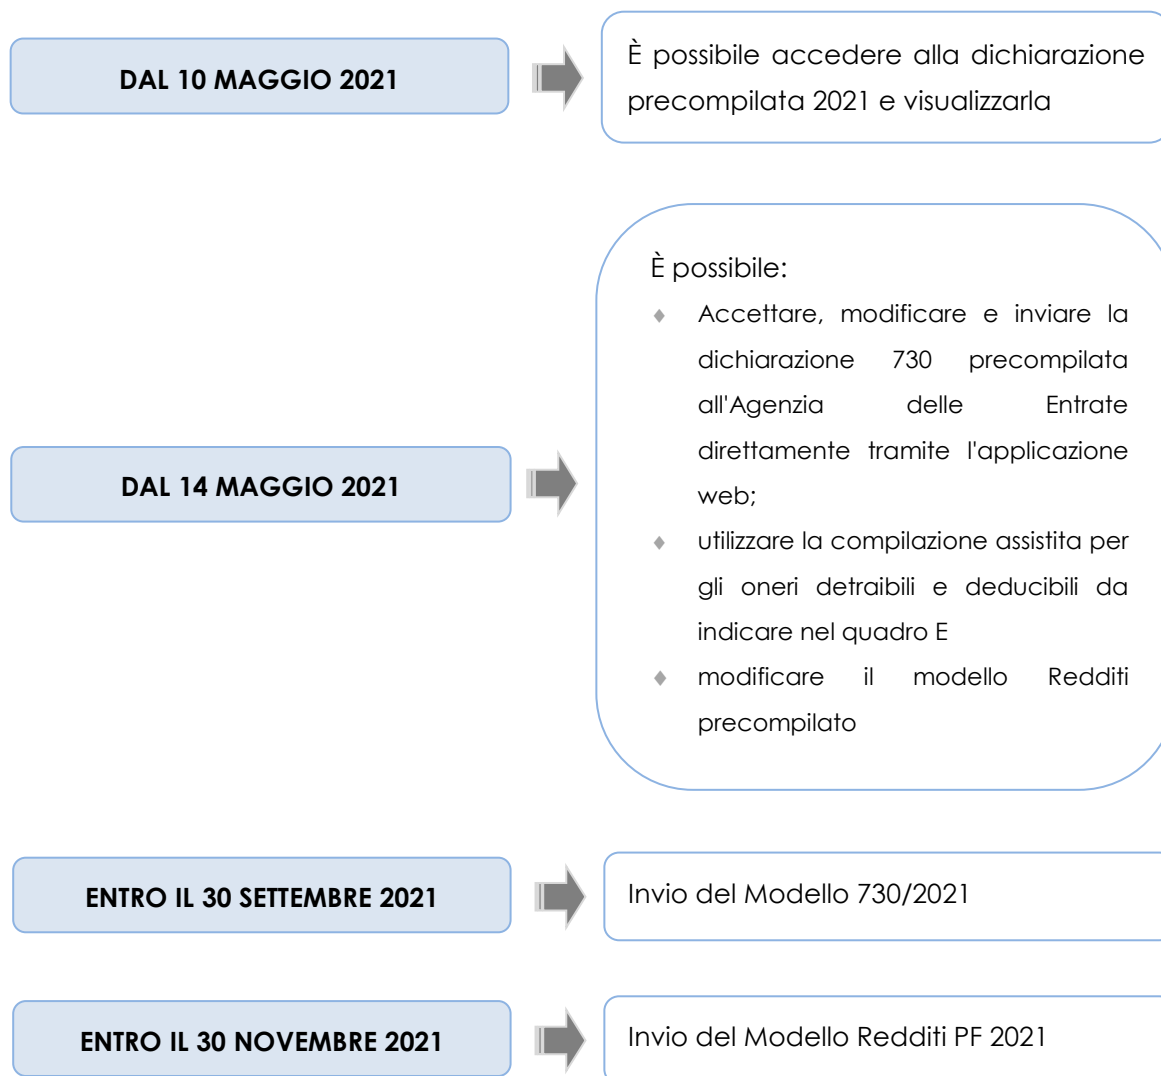 DAL 10 MAGGIO 2021
È possibile accedere alla dichiarazione
precompilata 2021 e visualizzarla
DAL 14 MAGGIO 2021
È possibile:
♦ Accettare, modificare e inviare la
dichiarazione 730 precompilata
all'Agenzia delle Entrate
direttamente tramite l'applicazione
web;
♦ utilizzare la compilazione assistita per
gli oneri detraibili e deducibili da
indicare nel quadro E
♦ modificare il modello Redditi
precompilato
ENTRO IL 30 SETTEMBRE 2021
Invio del Modello 730/2021
ENTRO IL 30 NOVEMBRE 2021
Invio del Modello Redditi PF 2021